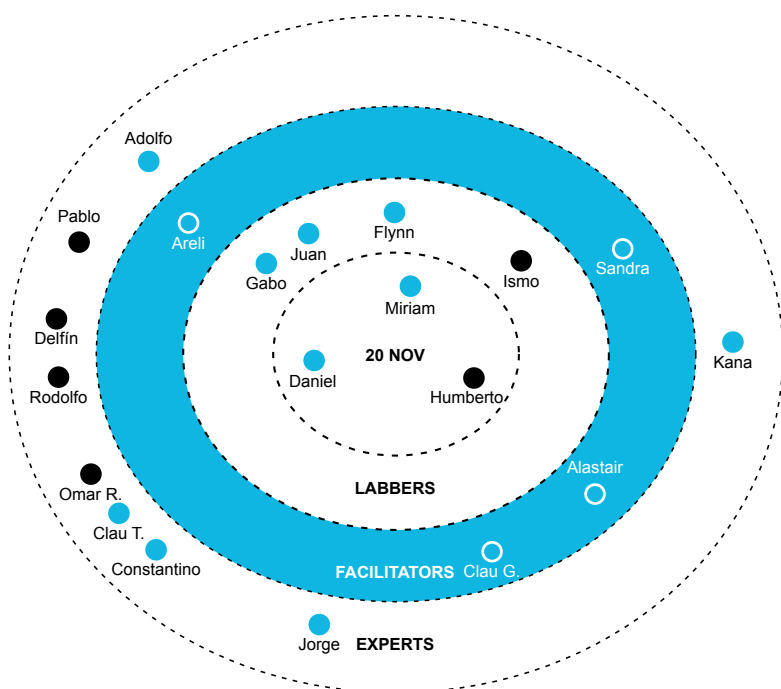 Adolfo
Pablo
Areli
Flynn
Juan
Sandra
Gabo
Ismo
Miriam
Delfín
20 NOV
Kana
Daniel
Rodolfo
Humberto
Alastair
LABBERS
Omar R.
Clau T.
Constantino
FACILITATORS
Clau G.
Jorge
EXPERTS